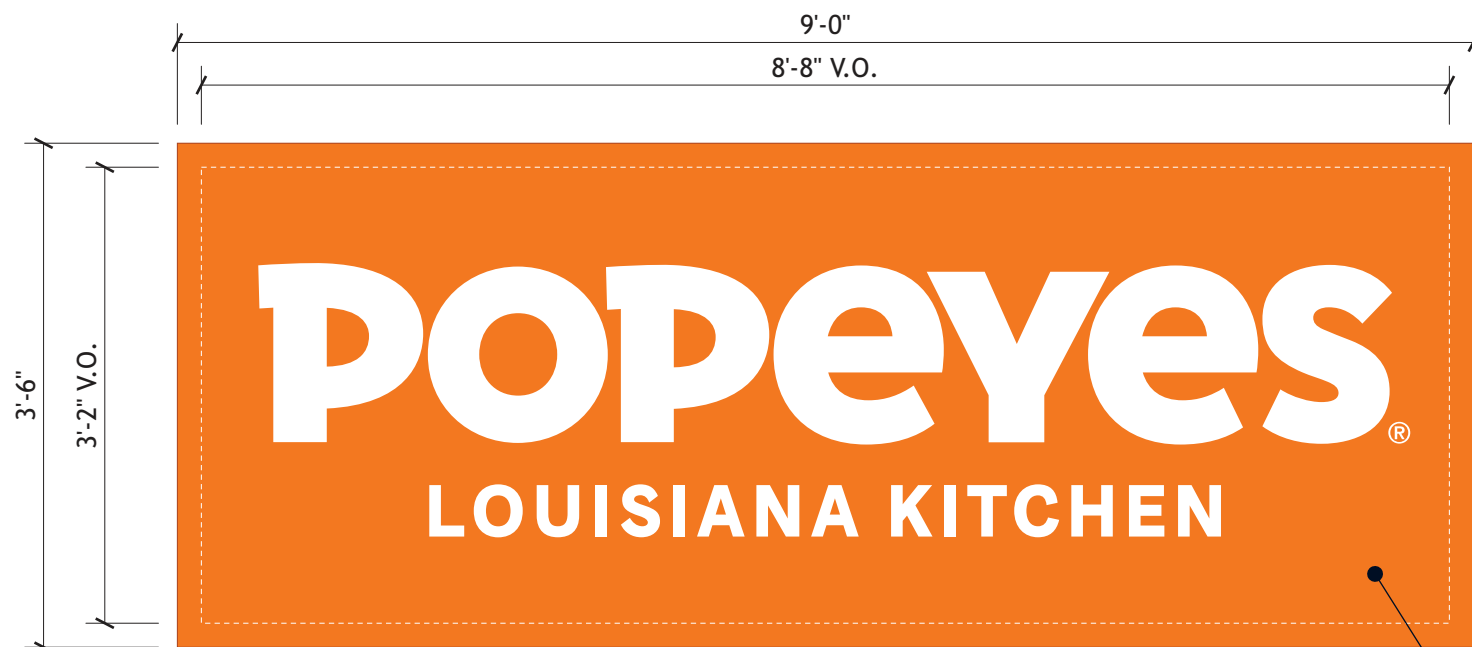 9'-0"
8'-8" V.O.
3'-6"
3'-2" V.O.
POPEYES®
LOUISIANA KITCHEN